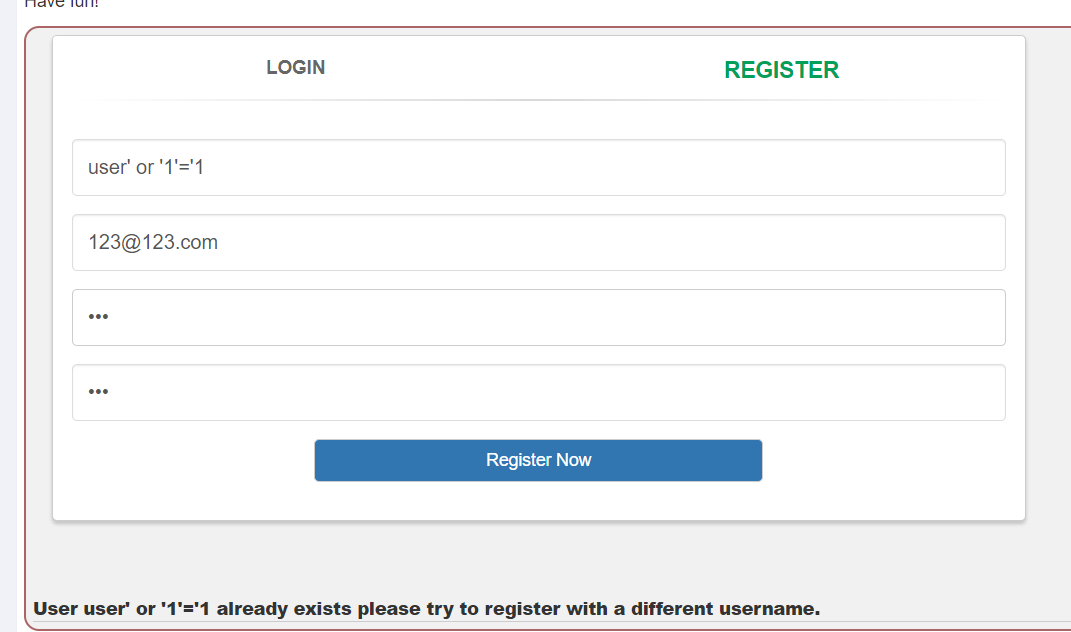 Have fun!
LOGIN
REGISTER
user' or '1'='1
123@123.com
•••
•••
Register Now
User user' or '1'='1 already exists please try to register with a different username.